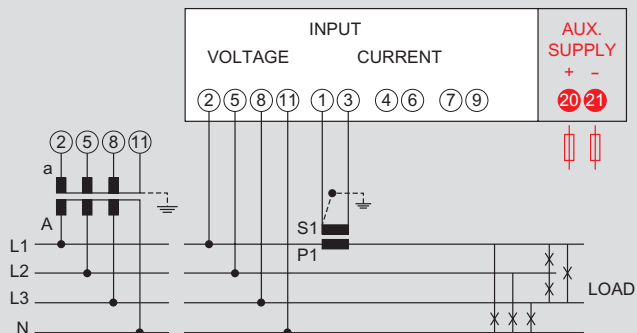 INPUT
AUX.
SUPPLY
VOLTAGE CURRENT
+ –
2 5 8 11 1 3 4 6 7 9 20 21
2 5 8 11
a
A
S1
P1
L1
L2
L3
LOAD
N